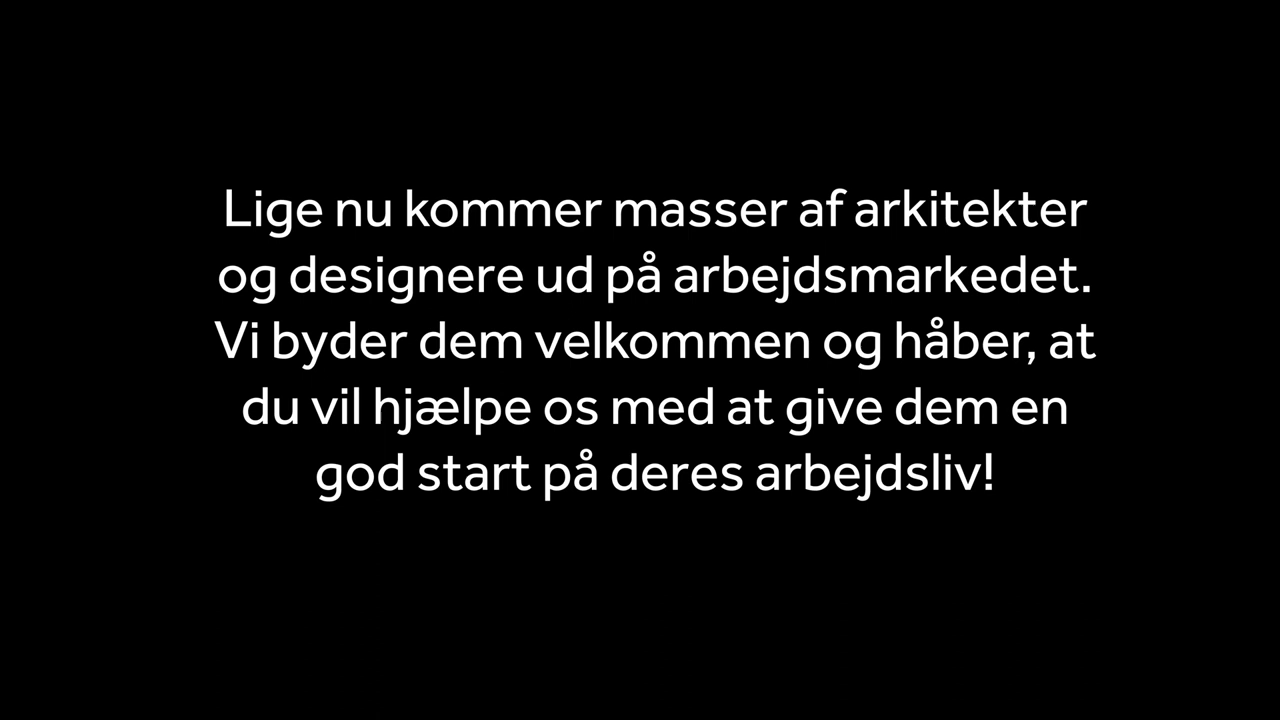 Lige nu kommer masser af arkitekter
og designere ud på arbejdsmarkedet.
Vi byder dem velkommen og håber, at
du vil hjælpe os med at give dem en
god start på deres arbejdsliv!